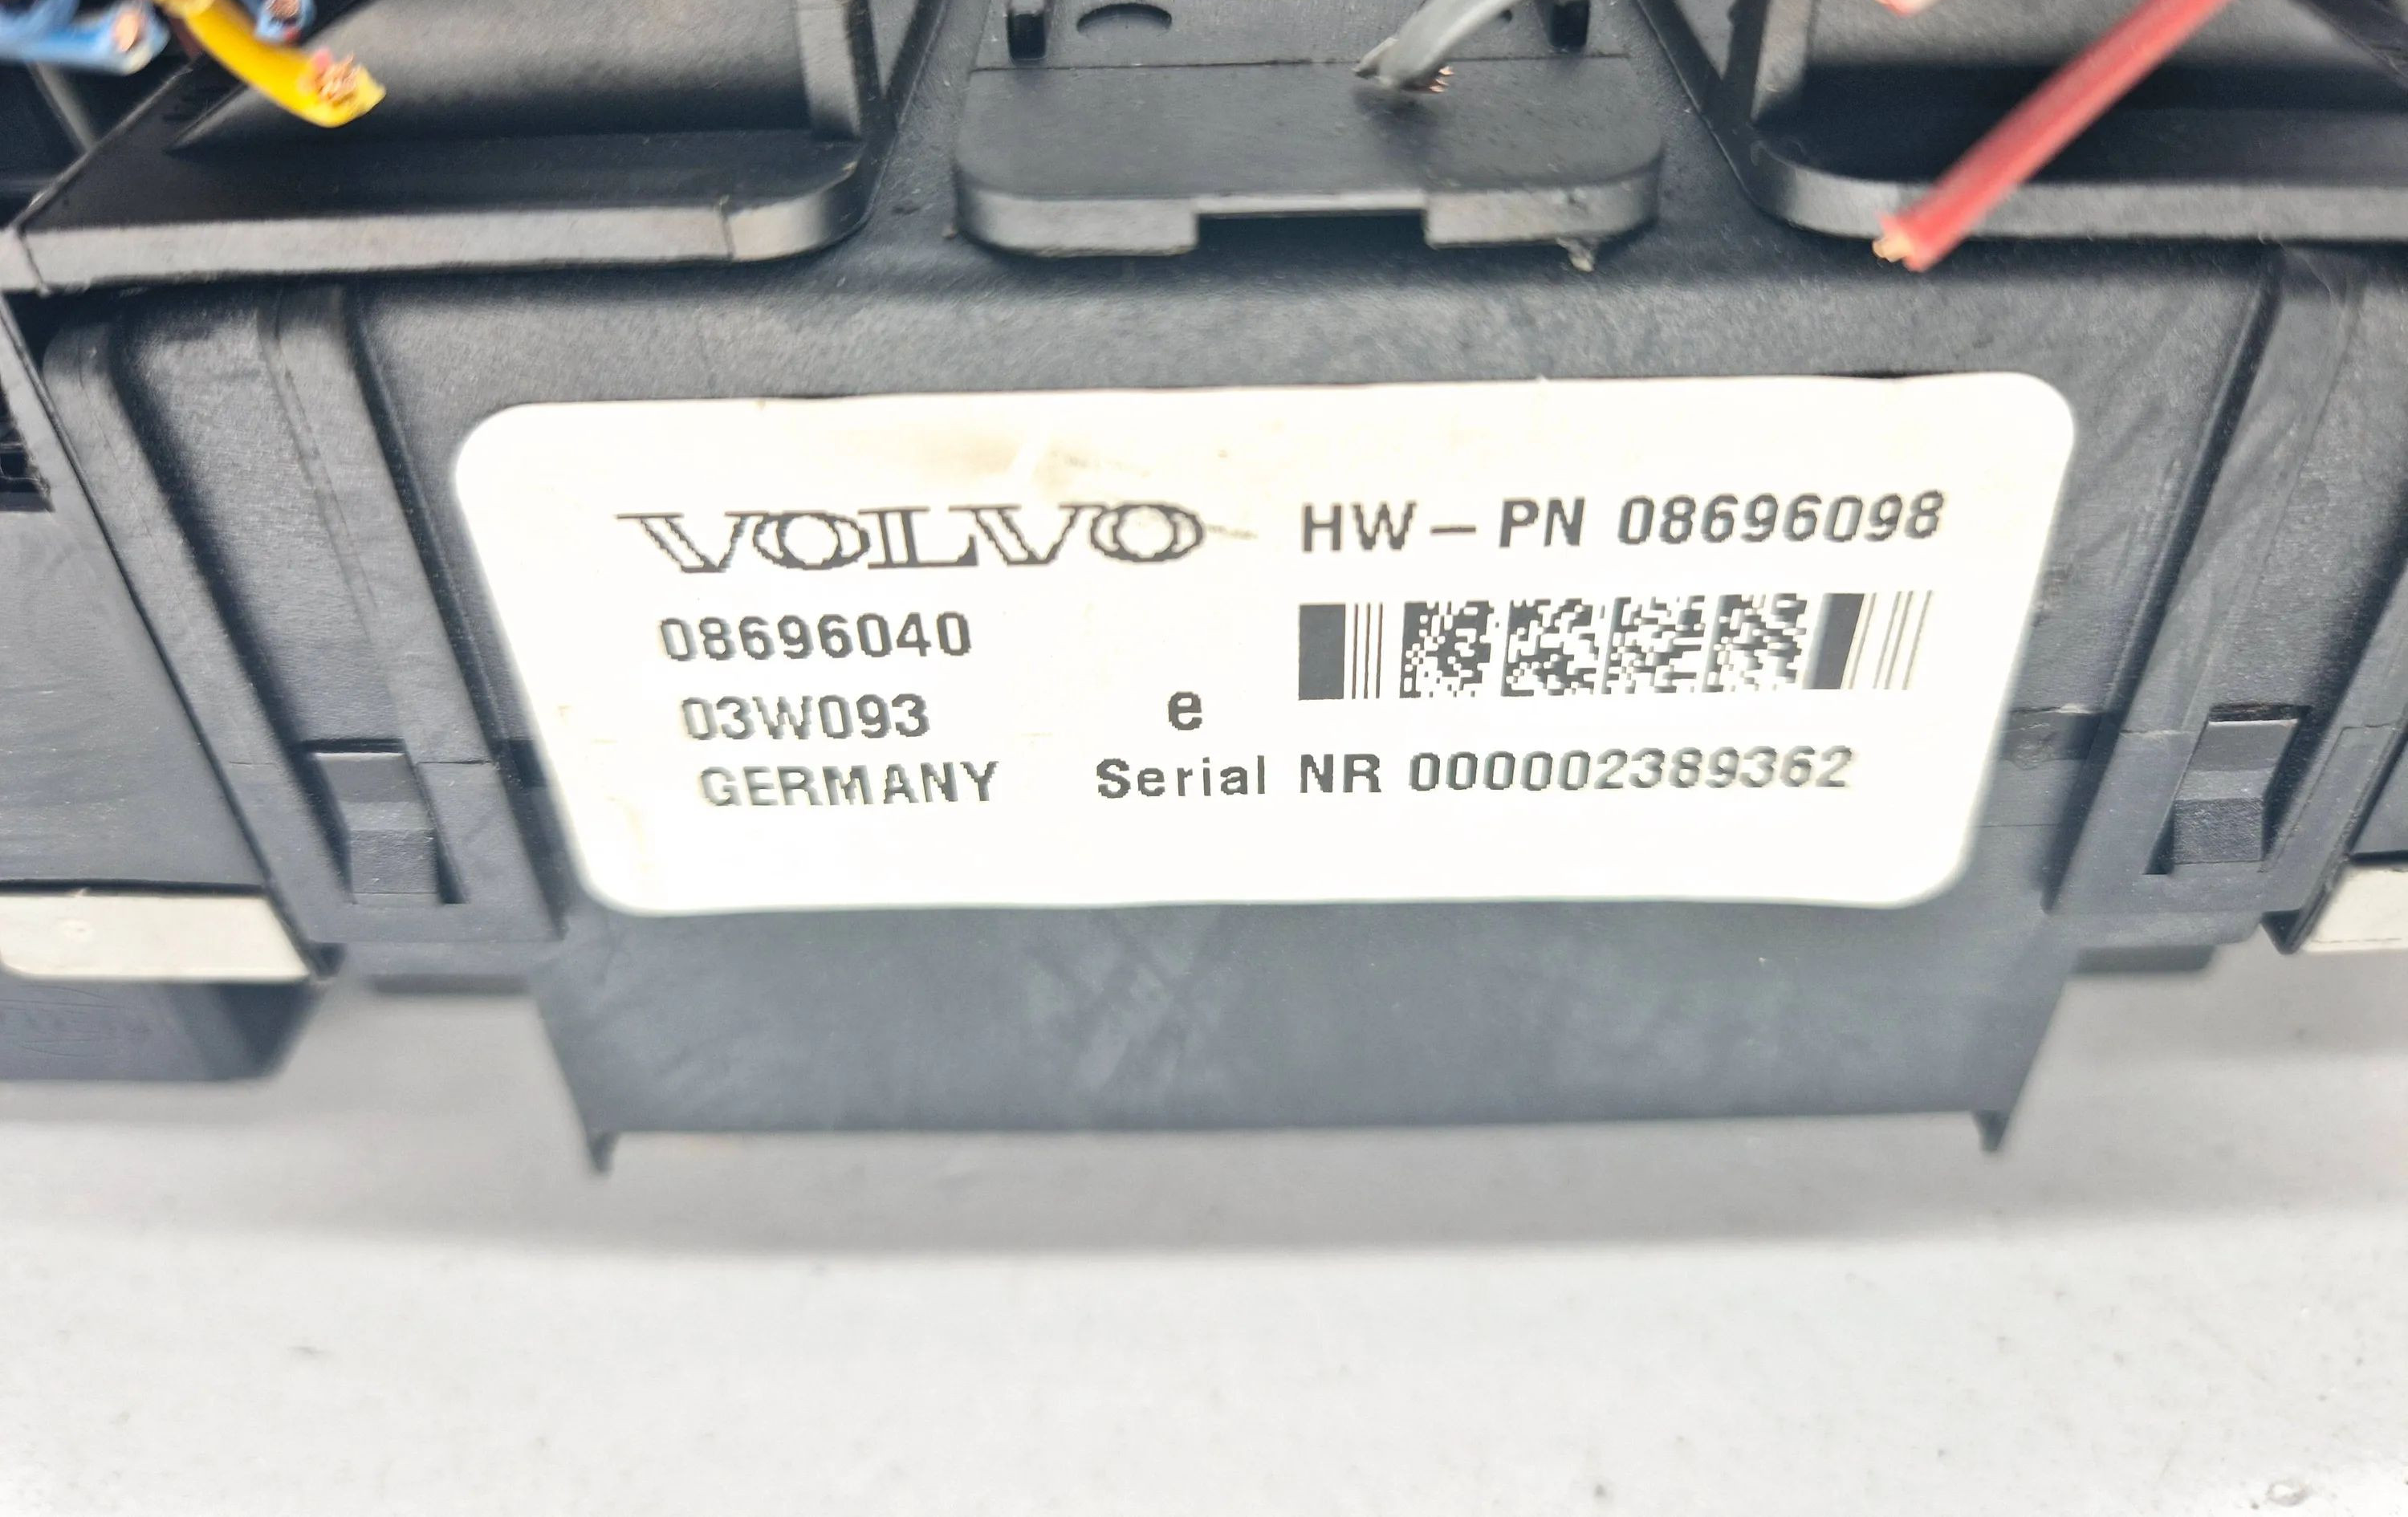 VOLVO HW-PN 08696098
08696040
03W093 e
GERMANY Serial NR 000002389362